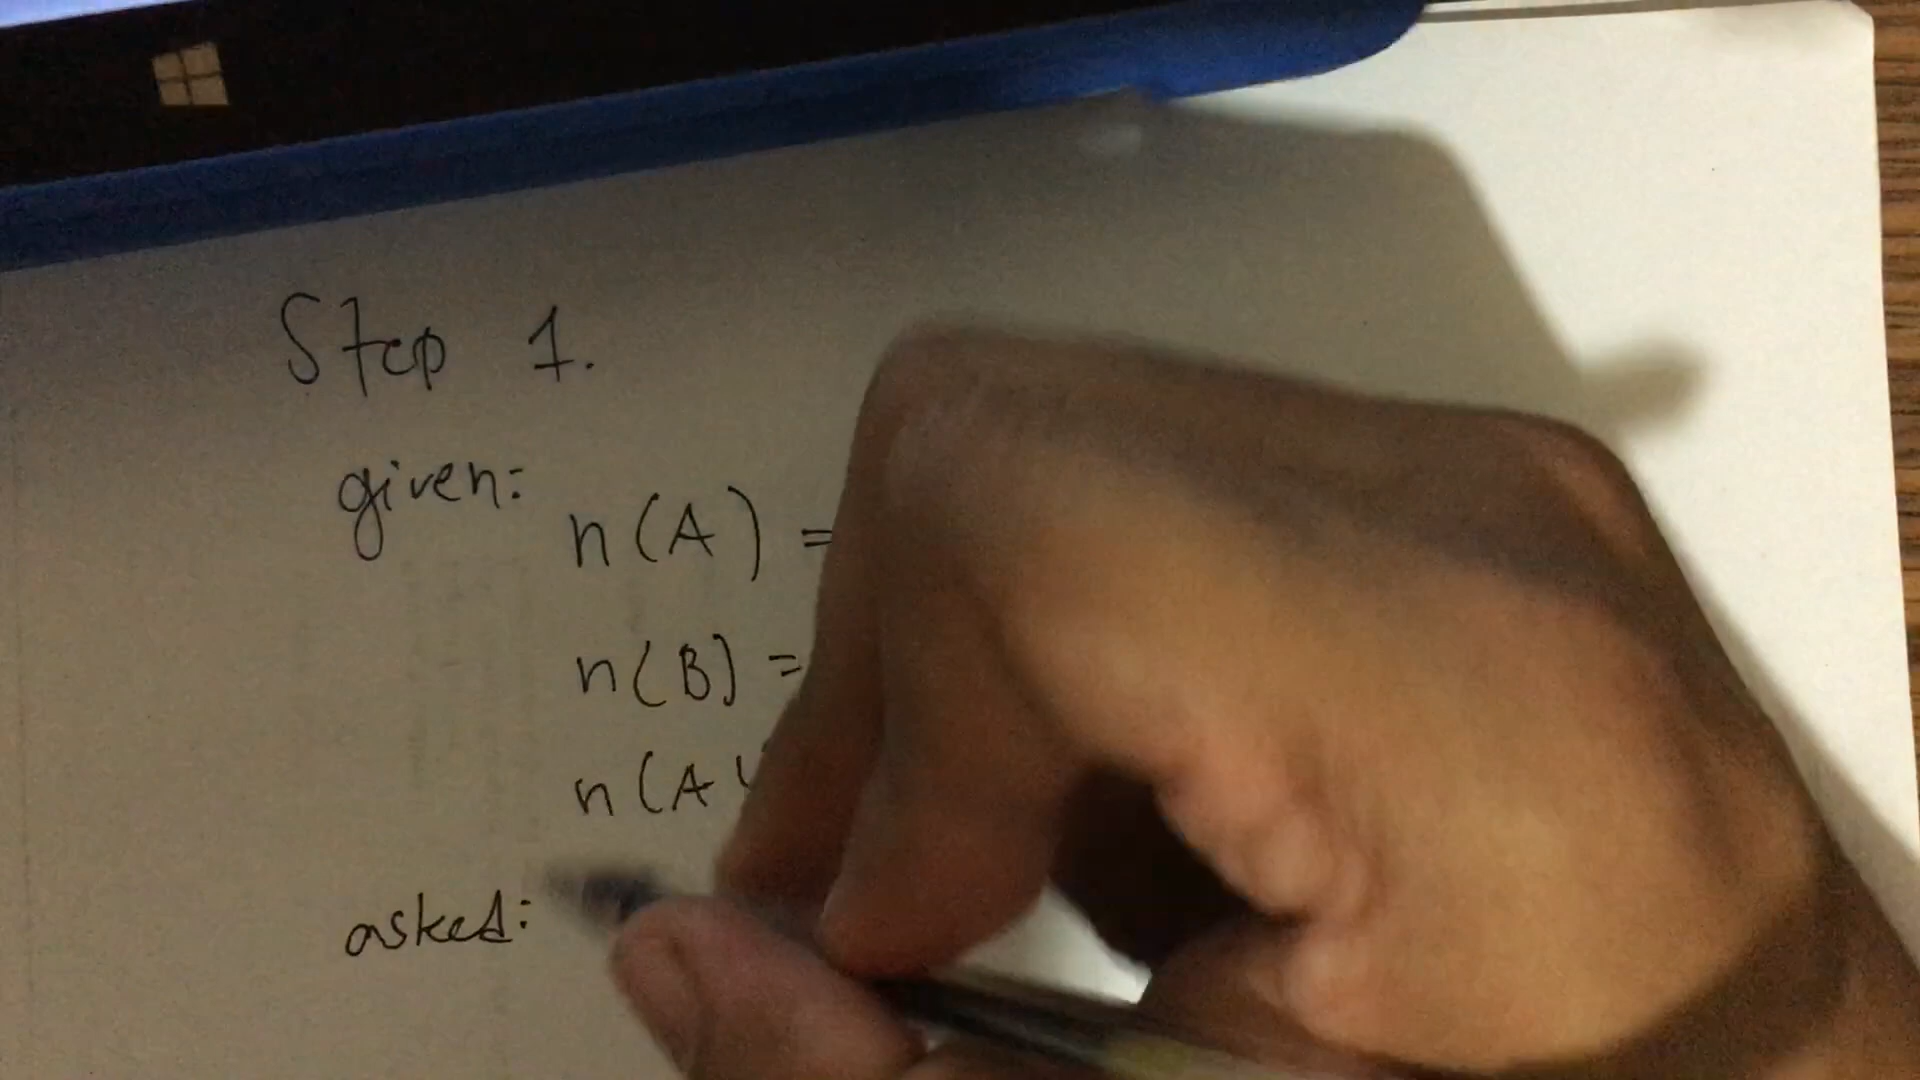 Step 1.
given:
n(A) =
n(B) =
n(A
asked: